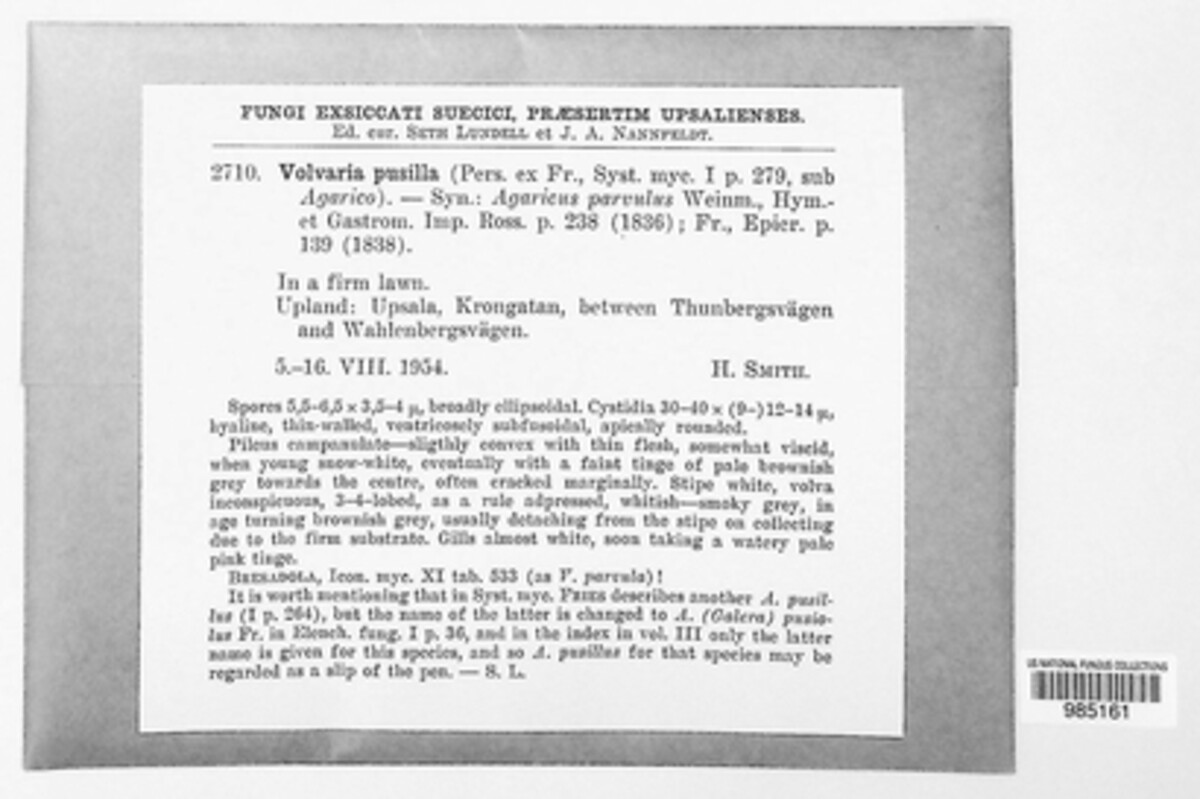 FUNGI EXSICCATI SUECICI, PRÆSERTIM UPSALIENSES.
Ed. cur. SETH LUNDELL et J. A. NANNFELDT.
2710. Volvaria pusilla (Pers. ex Fr., Syst. myc. I p. 279, sub
Agarico). — Syn.: Agaricus parvulus Weinm., Hym.-
et Gastrom. Imp. Ross. p. 238 (1836); Fr., Epicr. p.
139 (1838).
In a firm lawn.
Upland: Upsala, Krongatan, between Thunbergsvägen
and Wahlenbergsvägen.
5.–16. VIII. 1954. H. SMITH.
Spores 5,5–6,5 × 3,5–4 μ, broadly ellipsoidal. Cystidia 30–40 × (9–)12–14 μ,
hyaline, thin-walled, ventricosely subfusoidal, apically rounded.
Pileus campanulate—sligthly convex with thin flesh, somewhat viscid,
when young snow-white, eventually with a faint tinge of pale brownish
grey towards the centre, often cracked marginally. Stipe white, volva
inconspicuous, 3–4-lobed, as a rule adpressed, whitish—smoky grey, in
age turning brownish grey, usually detaching from the stipe on collecting
due to the firm substrate. Gills almost white, soon taking a watery pale
pink tinge.
BRESADOLA, Icon. myc. XI tab. 533 (as V. parvula)!
It is worth mentioning that in Syst. myc. FRIES describes another A. pusil-
lus (I p. 264), but the name of the latter is changed to A. (Galera) pusio-
lus Fr. in Elench. fung. I p. 36, and in the index in vol. III only the latter
name is given for this species, and so A. pusillus for that species may be
regarded as a slip of the pen. — S. L.
US NATIONAL FUNGUS COLLECTIONS
985161